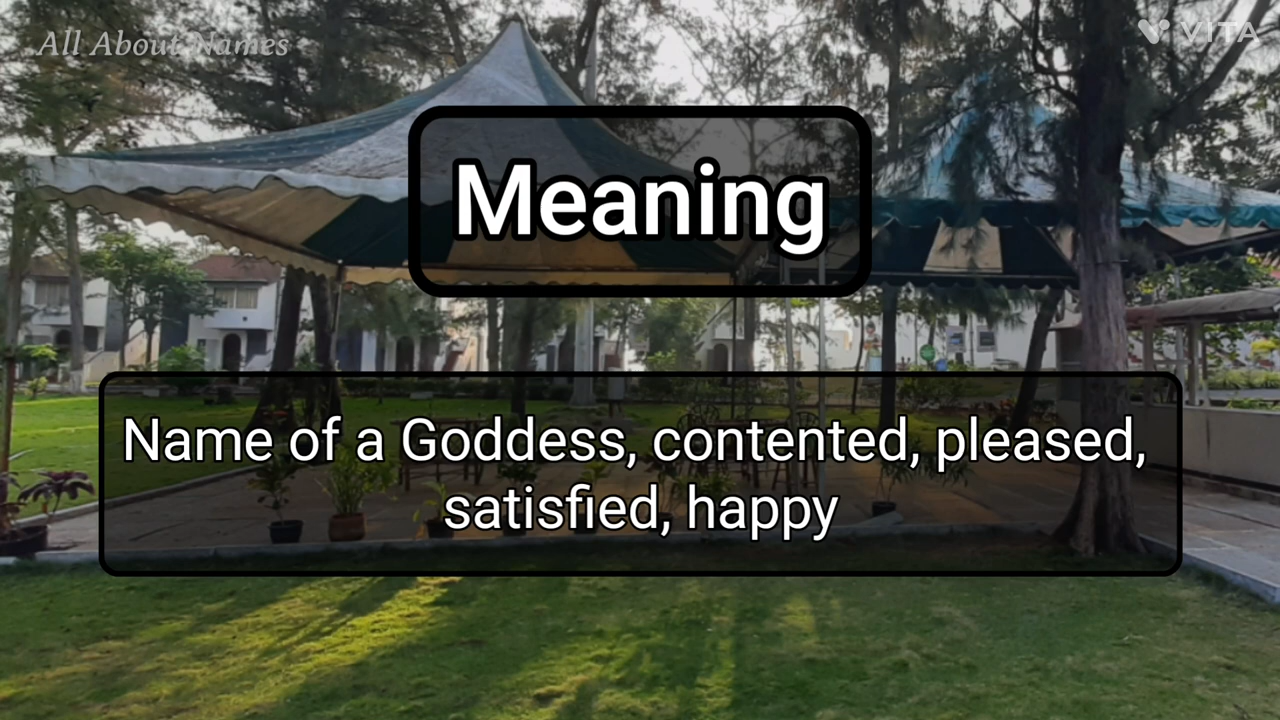 All About Names
VITA
Meaning
Name of a Goddess, contented, pleased,
satisfied, happy